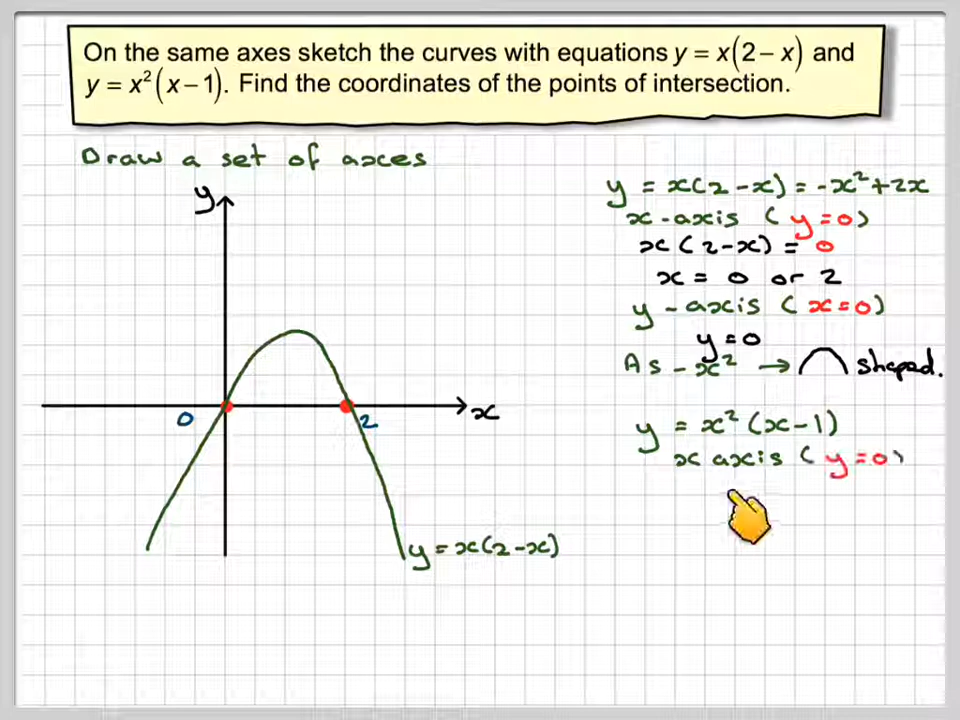 On the same axes sketch the curves with equations y = x(2 – x) and
y = x²(x – 1). Find the coordinates of the points of intersection.
Draw a set of axes
y
0
2
x
y = x(2-x)
y = x(2-x) = -x²+2x
x-axis (y=0)
x(2-x) = 0
x = 0 or 2
y-axis (x=0)
y=0
As -x² → shaped.
y = x²(x-1)
x axis (y=0)